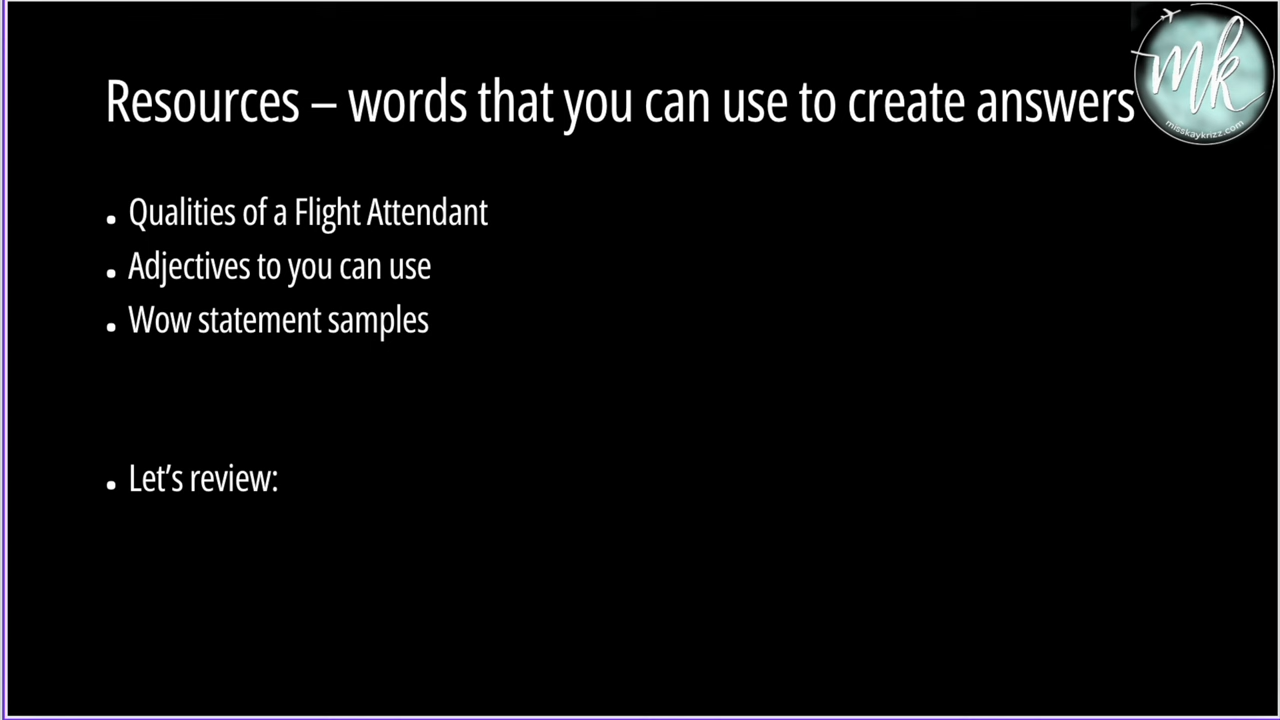 Resources – words that you can use to create answers
mk
misskaykrizz.com
• Qualities of a Flight Attendant
• Adjectives to you can use
• Wow statement samples
• Let’s review: